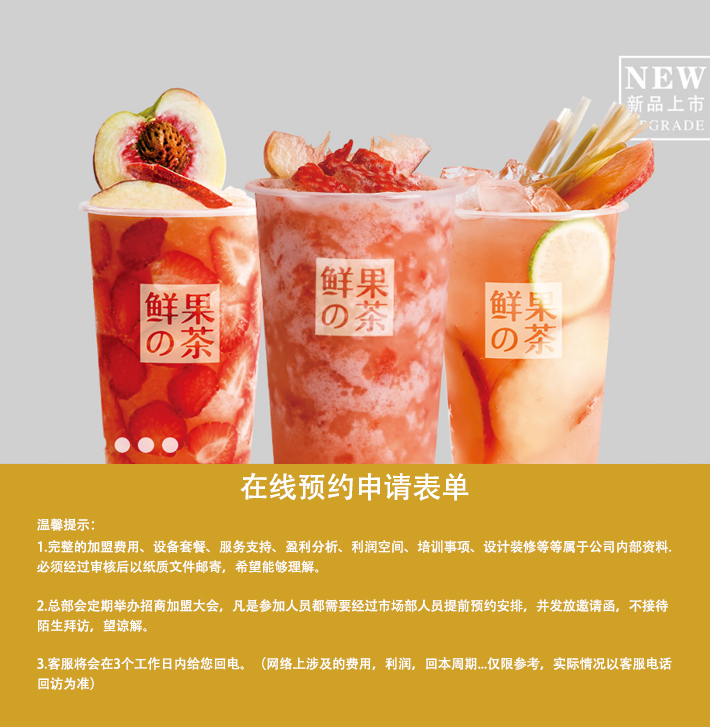 NEW
新品上市
GRADE
鲜果
の茶
鲜果
の茶
鲜果
の茶
在线预约申请表单
温馨提示：
1.完整的加盟费用、设备套餐、服务支持、盈利分析、利润空间、培训事项、设计装修等等属于公司内部资料.
必须经过审核后以纸质文件邮寄，希望能够理解。
2.总部会定期举办招商加盟大会，凡是参加人员都需要经过市场部人员提前预约安排，并发放邀请函，不接待
陌生拜访，望谅解。
3.客服将会在3个工作日内给您回电。（网络上涉及的费用，利润，回本周期...仅限参考，实际情况以客服电话
回访为准）